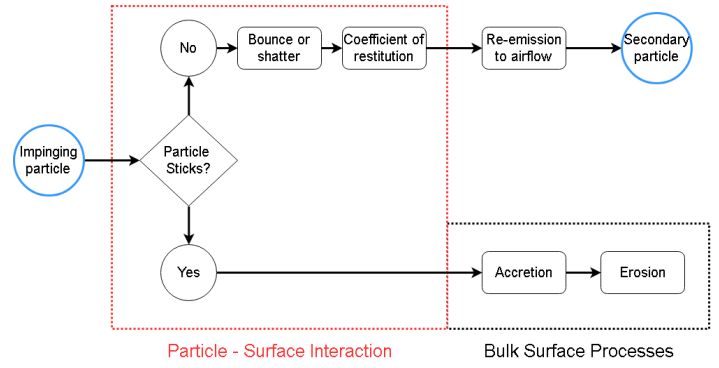 No
Bounce or
shatter
Coefficient of
restitution
Re-emission
to airflow
Secondary
particle
Impinging
particle
Particle
Sticks?
Yes
Accretion
Erosion
Particle - Surface Interaction
Bulk Surface Processes